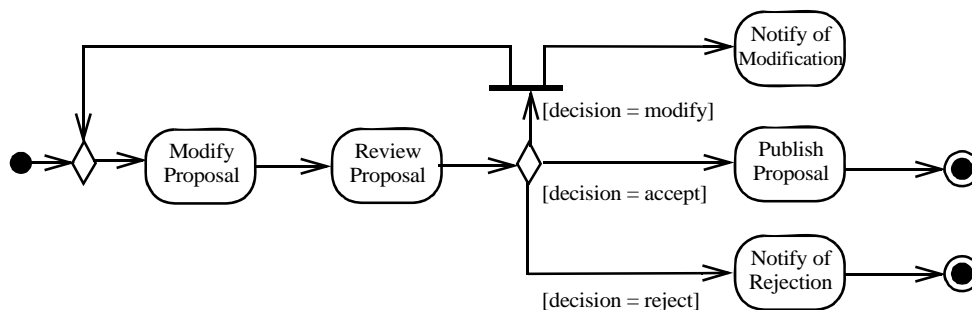 Notify of
Modification
[decision = modify]
Modify
Proposal
Review
Proposal
Publish
Proposal
[decision = accept]
Notify of
Rejection
[decision = reject]